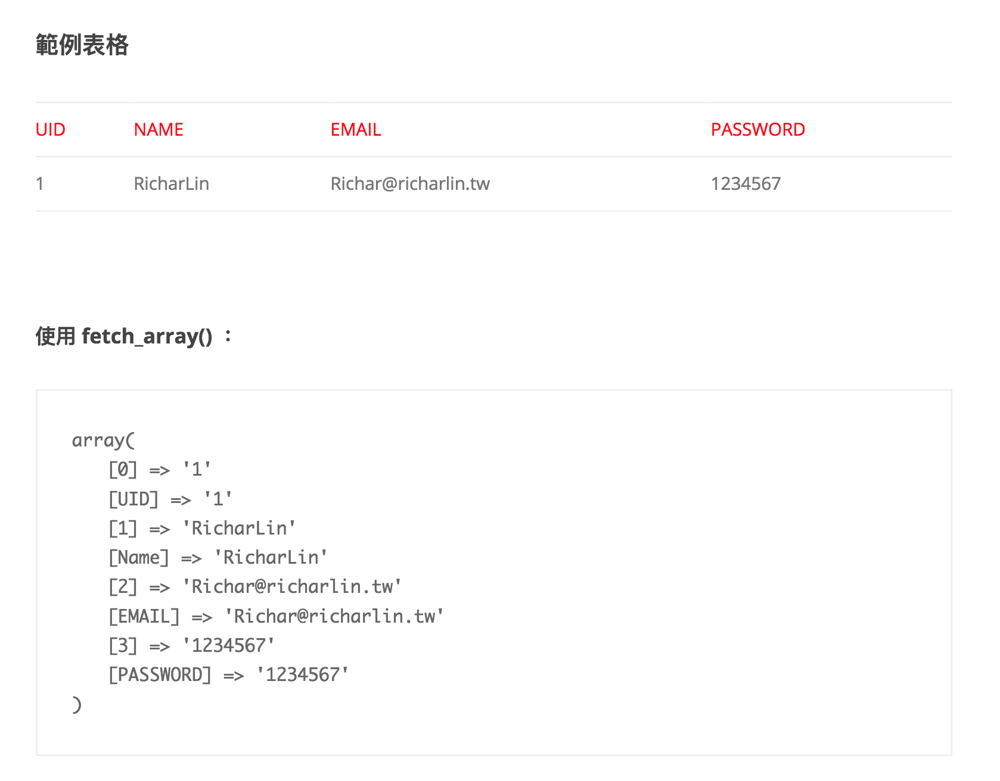 範例表格
UID NAME EMAIL PASSWORD
1 RicharLin Richar@richarlin.tw 1234567
使用 fetch_array() ：
array(
    [0] => '1'
    [UID] => '1'
    [1] => 'RicharLin'
    [Name] => 'RicharLin'
    [2] => 'Richar@richarlin.tw'
    [EMAIL] => 'Richar@richarlin.tw'
    [3] => '1234567'
    [PASSWORD] => '1234567'
)